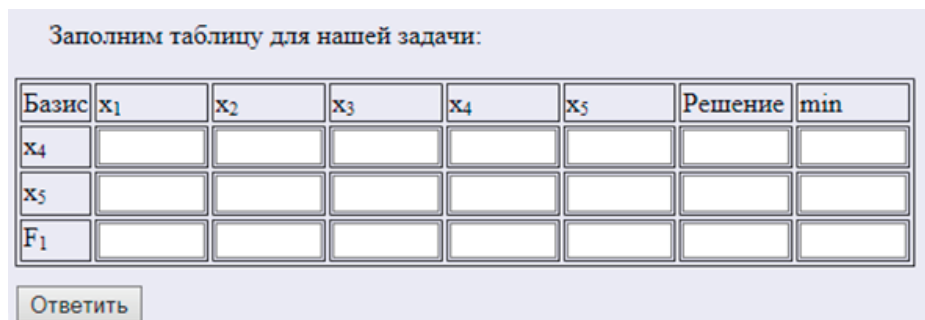 Заполним таблицу для нашей задачи:
Базис x₁ x₂ x₃ x₄ x₅ Решение min
x₄
x₅
F₁
Ответить